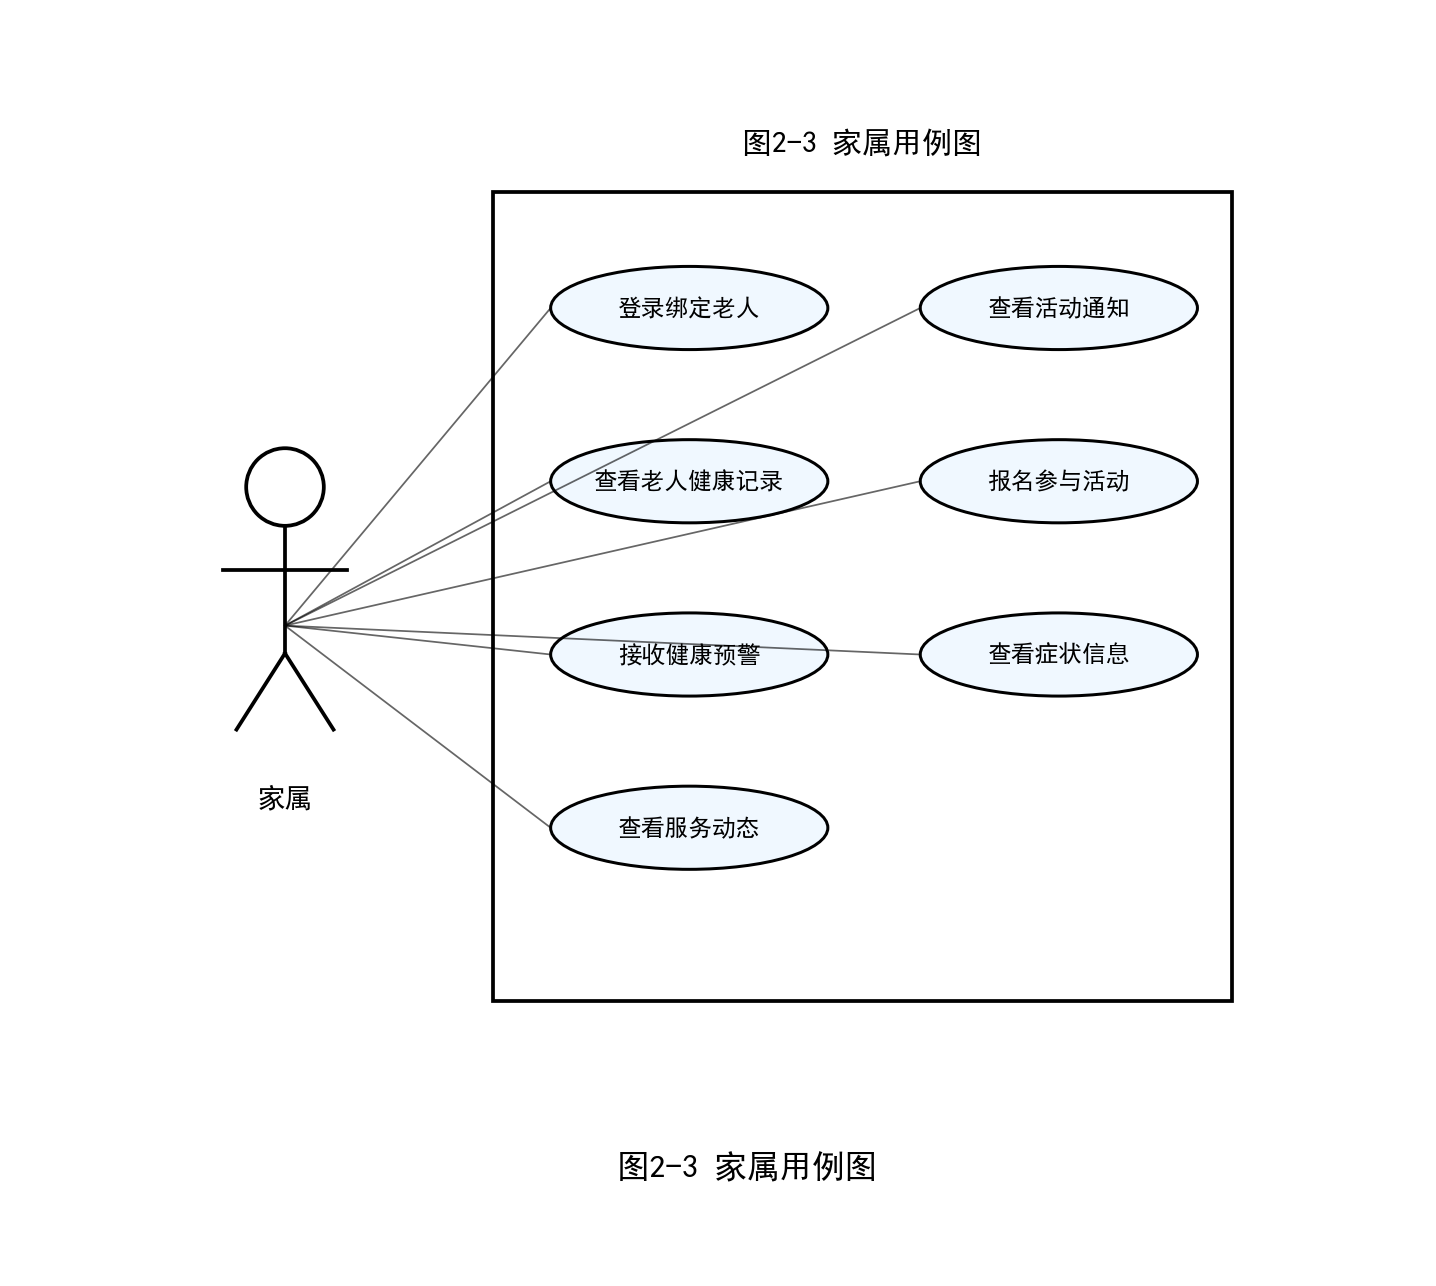 图2-3 家属用例图
登录绑定老人
查看活动通知
查看老人健康记录
报名参与活动
接收健康预警
查看症状信息
家属
查看服务动态
图2-3 家属用例图